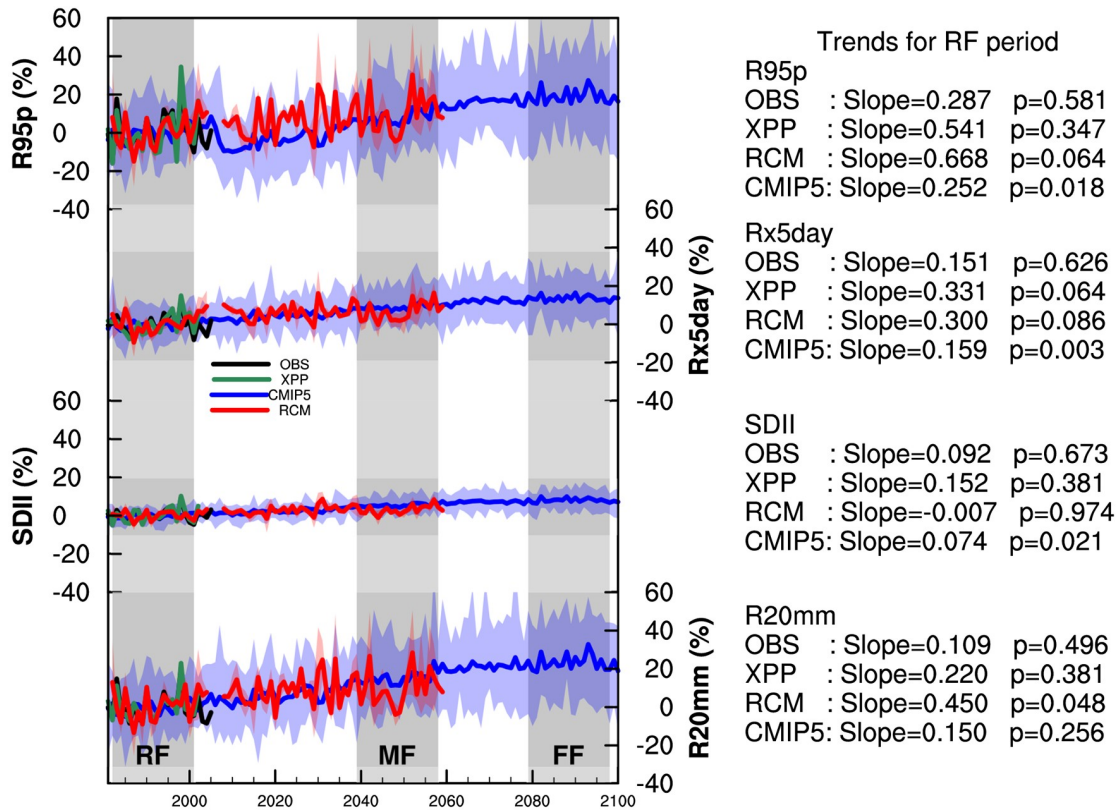 60
40
20
0
-20
-40
R95p (%)
60
40
20
0
-20
-40
Rx5day (%)
OBS
XPP
CMIP5
RCM
60
40
20
0
-20
-40
SDII (%)
60
40
20
0
-20
-40
R20mm (%)
RF MF FF
2000 2020 2040 2060 2080 2100
Trends for RF period
R95p
OBS : Slope=0.287 p=0.581
XPP : Slope=0.541 p=0.347
RCM : Slope=0.668 p=0.064
CMIP5: Slope=0.252 p=0.018
Rx5day
OBS : Slope=0.151 p=0.626
XPP : Slope=0.331 p=0.064
RCM : Slope=0.300 p=0.086
CMIP5: Slope=0.159 p=0.003
SDII
OBS : Slope=0.092 p=0.673
XPP : Slope=0.152 p=0.381
RCM : Slope=-0.007 p=0.974
CMIP5: Slope=0.074 p=0.021
R20mm
OBS : Slope=0.109 p=0.496
XPP : Slope=0.220 p=0.381
RCM : Slope=0.450 p=0.048
CMIP5: Slope=0.150 p=0.256